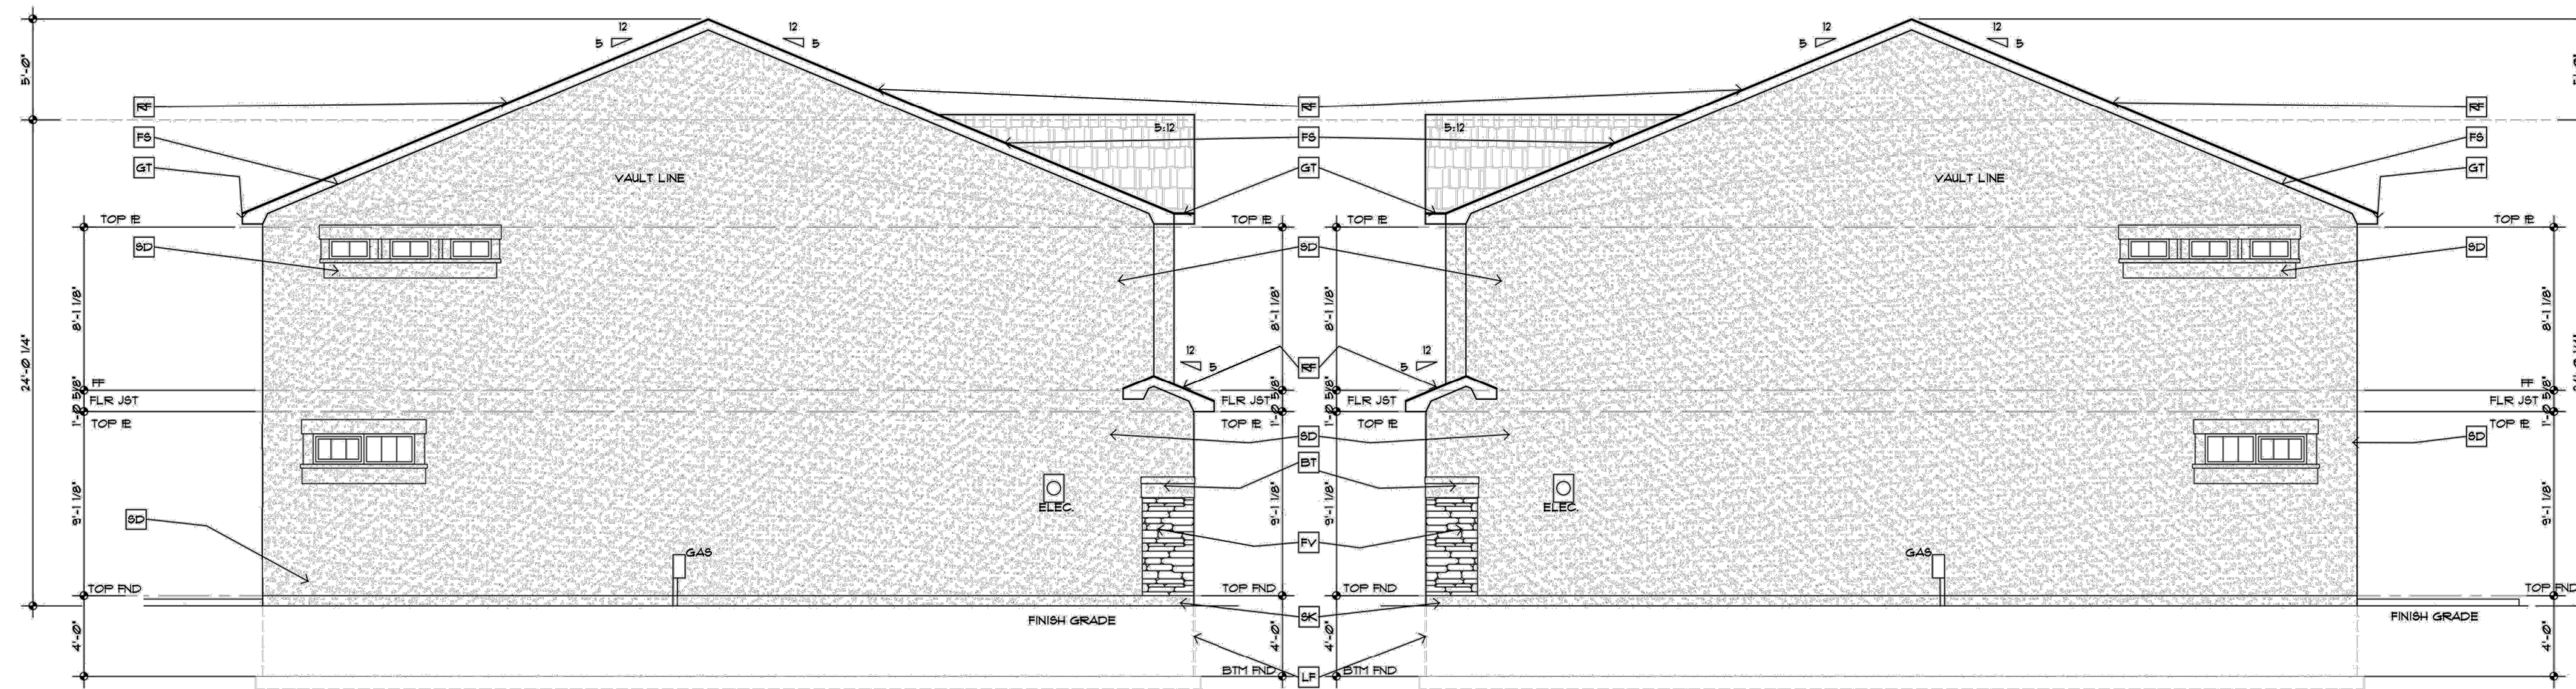 12
5
12
5
12
5
12
5
5'-0"
FS
GT
FS
GT
FS
GT
5:12
5:12
VAULT LINE
VAULT LINE
TOP PL
TOP PL
TOP PL
TOP PL
SD
SD
SD
8'-1 1/8"
8'-1 1/8"
8'-1 1/8"
8'-1 1/8"
24'-0 1/4"
12
5
12
5
FF
FF
FLR JST
FLR JST
FLR JST
FLR JST
1'-0 5/8"
1'-0 5/8"
1'-0 5/8"
1'-0 5/8"
TOP PL
TOP PL
TOP PL
TOP PL
SD
SD
BT
ELEC.
ELEC.
9'-1 1/8"
9'-1 1/8"
9'-1 1/8"
9'-1 1/8"
SD
FV
GAS
GAS
TOP FND
TOP FND
TOP FND
TOP FND
SK
FINISH GRADE
FINISH GRADE
4'-0"
4'-0"
4'-0"
4'-0"
BTM FND
LF
BTM FND